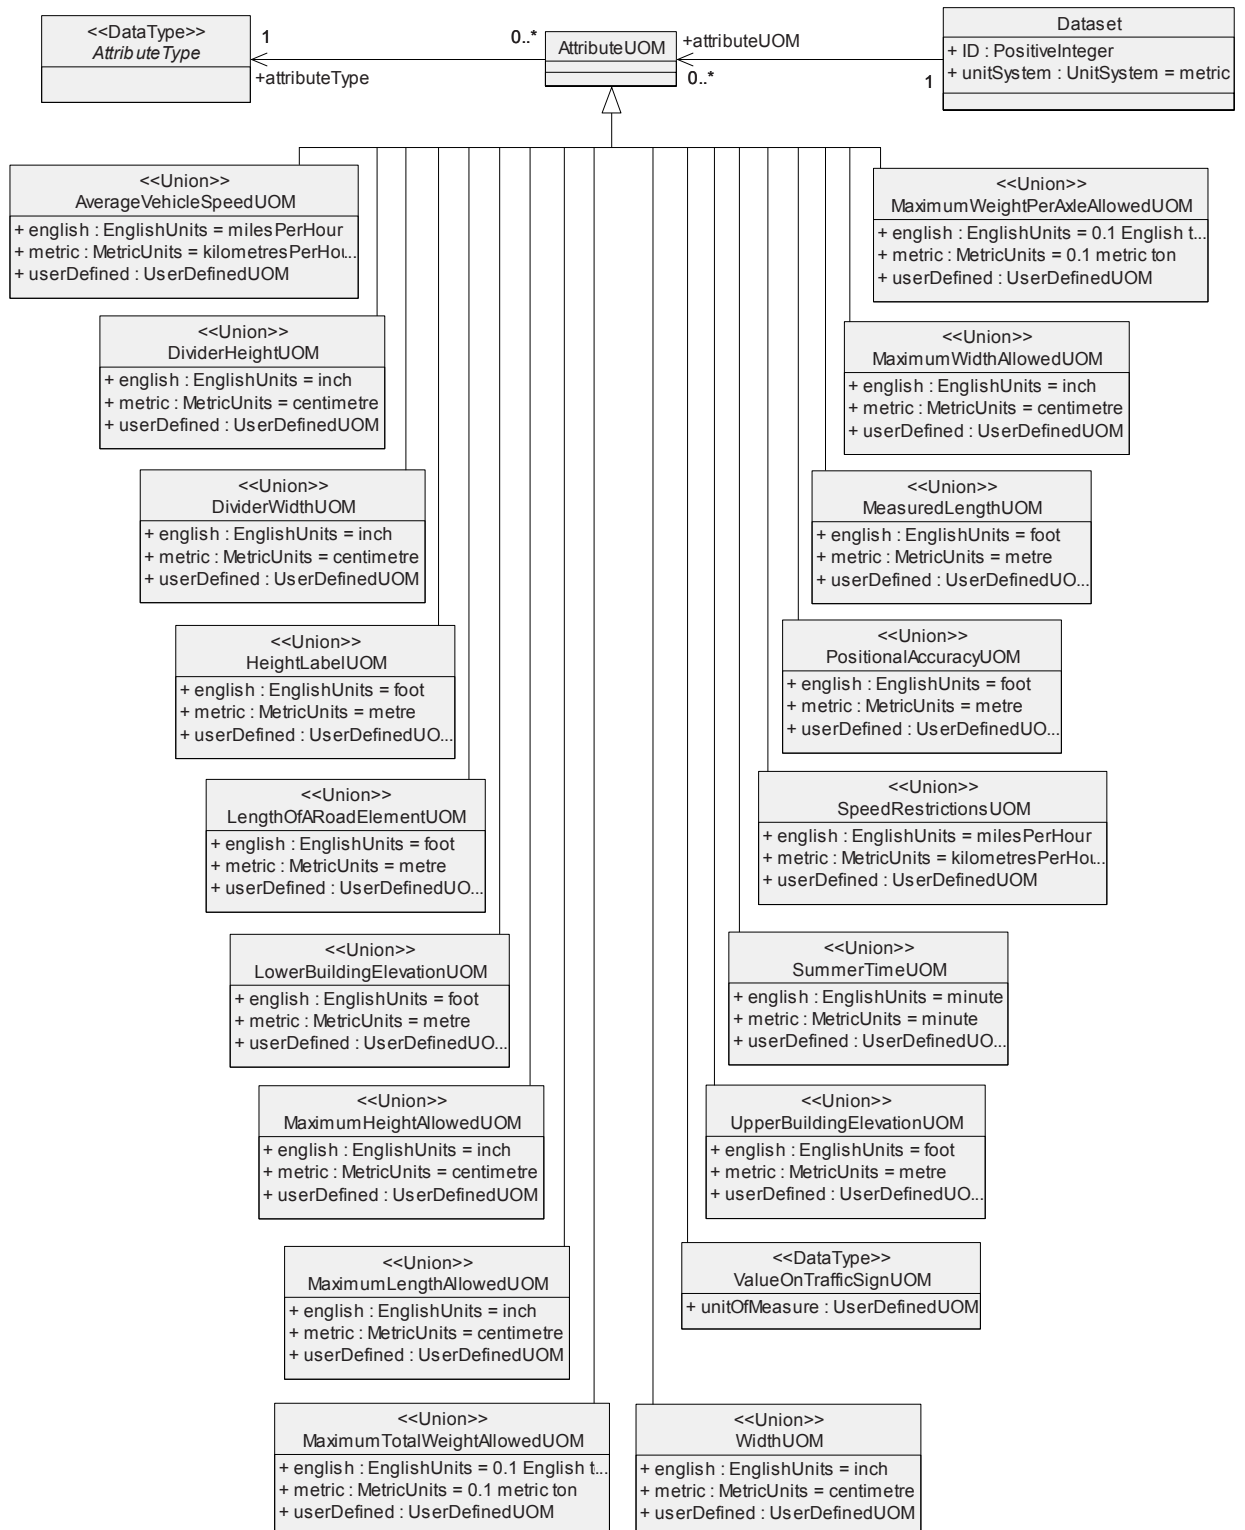 <<DataType>>
AttributeType
1
+attributeType
0..*
AttributeUOM
+attributeUOM
0..*
1
Dataset
+ ID : PositiveInteger
+ unitSystem : UnitSystem = metric
<<Union>>
AverageVehicleSpeedUOM
+ english : EnglishUnits = milesPerHour
+ metric : MetricUnits = kilometresPerHou...
+ userDefined : UserDefinedUOM
<<Union>>
MaximumWeightPerAxleAllowedUOM
+ english : EnglishUnits = 0.1 English t...
+ metric : MetricUnits = 0.1 metric ton
+ userDefined : UserDefinedUOM
<<Union>>
DividerHeightUOM
+ english : EnglishUnits = inch
+ metric : MetricUnits = centimetre
+ userDefined : UserDefinedUOM
<<Union>>
MaximumWidthAllowedUOM
+ english : EnglishUnits = inch
+ metric : MetricUnits = centimetre
+ userDefined : UserDefinedUOM
<<Union>>
DividerWidthUOM
+ english : EnglishUnits = inch
+ metric : MetricUnits = centimetre
+ userDefined : UserDefinedUOM
<<Union>>
MeasuredLengthUOM
+ english : EnglishUnits = foot
+ metric : MetricUnits = metre
+ userDefined : UserDefinedUO...
<<Union>>
HeightLabelUOM
+ english : EnglishUnits = foot
+ metric : MetricUnits = metre
+ userDefined : UserDefinedUO...
<<Union>>
PositionalAccuracyUOM
+ english : EnglishUnits = foot
+ metric : MetricUnits = metre
+ userDefined : UserDefinedUO...
<<Union>>
LengthOfARoadElementUOM
+ english : EnglishUnits = foot
+ metric : MetricUnits = metre
+ userDefined : UserDefinedUO...
<<Union>>
SpeedRestrictionsUOM
+ english : EnglishUnits = milesPerHour
+ metric : MetricUnits = kilometresPerHou...
+ userDefined : UserDefinedUOM
<<Union>>
LowerBuildingElevationUOM
+ english : EnglishUnits = foot
+ metric : MetricUnits = metre
+ userDefined : UserDefinedUO...
<<Union>>
SummerTimeUOM
+ english : EnglishUnits = minute
+ metric : MetricUnits = minute
+ userDefined : UserDefinedUO...
<<Union>>
MaximumHeightAllowedUOM
+ english : EnglishUnits = inch
+ metric : MetricUnits = centimetre
+ userDefined : UserDefinedUOM
<<Union>>
UpperBuildingElevationUOM
+ english : EnglishUnits = foot
+ metric : MetricUnits = metre
+ userDefined : UserDefinedUO...
<<Union>>
MaximumLengthAllowedUOM
+ english : EnglishUnits = inch
+ metric : MetricUnits = centimetre
+ userDefined : UserDefinedUOM
<<DataType>>
ValueOnTrafficSignUOM
+ unitOfMeasure : UserDefinedUOM
<<Union>>
MaximumTotalWeightAllowedUOM
+ english : EnglishUnits = 0.1 English t...
+ metric : MetricUnits = 0.1 metric ton
+ userDefined : UserDefinedUOM
<<Union>>
WidthUOM
+ english : EnglishUnits = inch
+ metric : MetricUnits = centimetre
+ userDefined : UserDefinedUOM